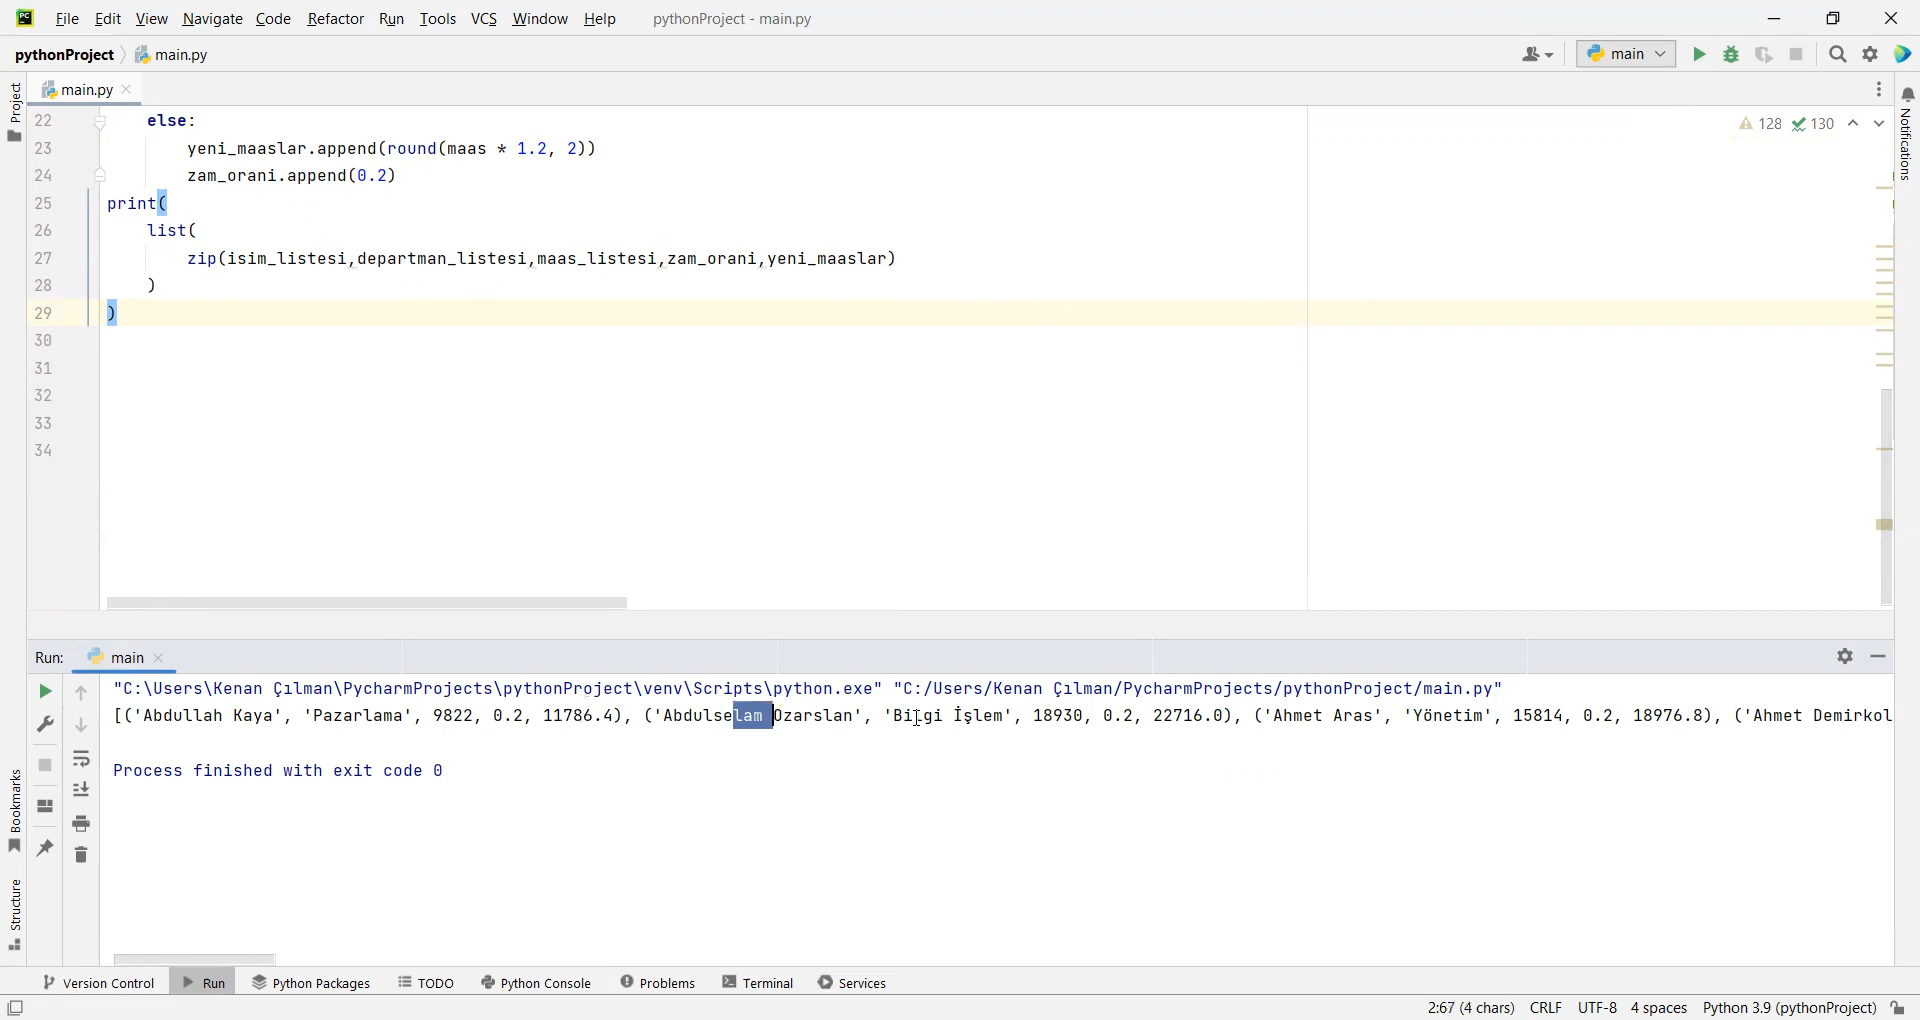 PC File Edit View Navigate Code Refactor Run Tools VCS Window Help pythonProject - main.py
pythonProject main.py main
Project main.py Notifications
22 else: 128 130
23 yeni_maaslar.append(round(maas * 1.2, 2))
24 zam_orani.append(0.2)
25 print(
26 list(
27 zip(isim_listesi,departman_listesi,maas_listesi,zam_orani,yeni_maaslar)
28 )
29 )
30
31
32
33
34
Run: main
"C:\Users\Kenan Çılman\PycharmProjects\pythonProject\venv\Scripts\python.exe" "C:/Users/Kenan Çılman/PycharmProjects/pythonProject/main.py"
[('Abdullah Kaya', 'Pazarlama', 9822, 0.2, 11786.4), ('Abdulselam Ozarslan', 'Bilgi İşlem', 18930, 0.2, 22716.0), ('Ahmet Aras', 'Yönetim', 15814, 0.2, 18976.8), ('Ahmet Demirkol
Process finished with exit code 0
Bookmarks
Structure
Version Control Run Python Packages TODO Python Console Problems Terminal Services
2:67 (4 chars) CRLF UTF-8 4 spaces Python 3.9 (pythonProject)